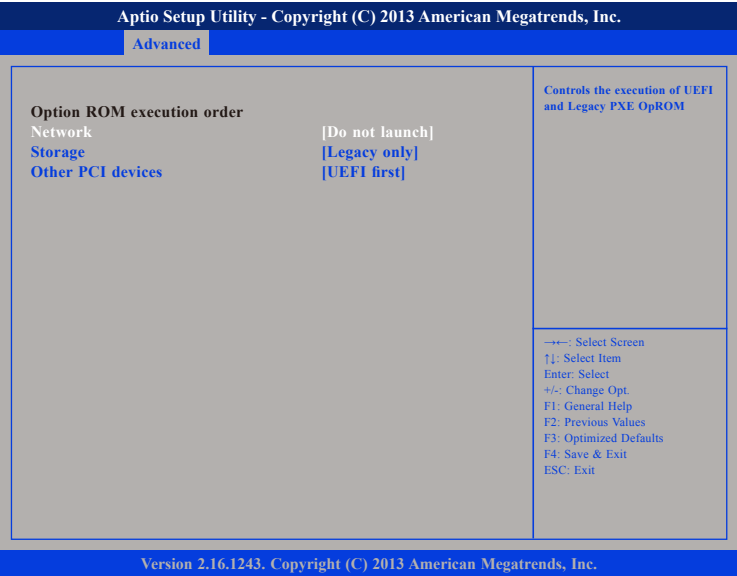 Aptio Setup Utility - Copyright (C) 2013 American Megatrends, Inc.
Advanced
Option ROM execution order
Network [Do not launch]
Storage [Legacy only]
Other PCI devices [UEFI first]
Controls the execution of UEFI
and Legacy PXE OpROM
→←: Select Screen
↑↓: Select Item
Enter: Select
+/-: Change Opt.
F1: General Help
F2: Previous Values
F3: Optimized Defaults
F4: Save & Exit
ESC: Exit
Version 2.16.1243. Copyright (C) 2013 American Megatrends, Inc.